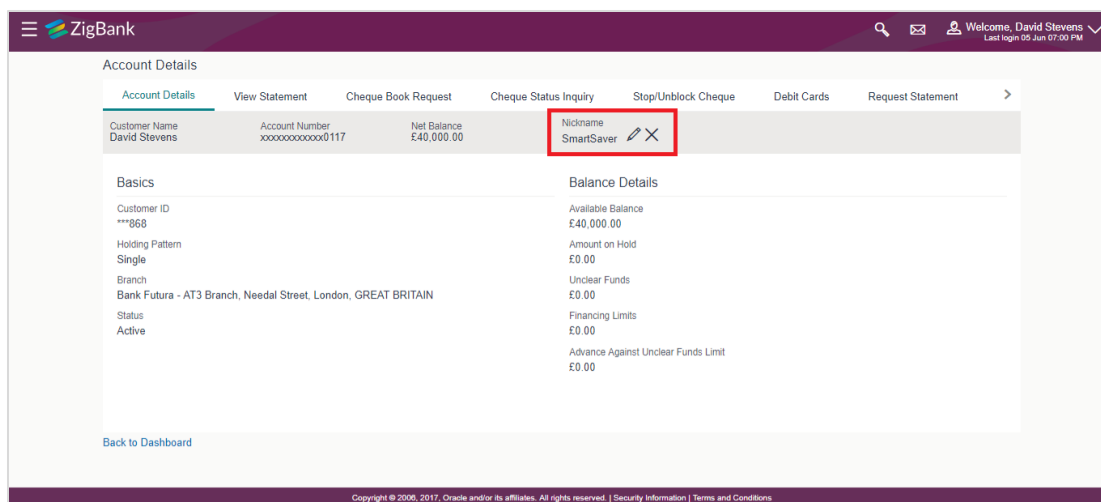 ZigBank
Welcome, David Stevens
Last login 05 Jun 07:00 PM
Account Details
Account Details View Statement Cheque Book Request Cheque Status Inquiry Stop/Unblock Cheque Debit Cards Request Statement >
Customer Name Account Number Net Balance Nickname
David Stevens xxxxxxxxxxxx0117 £40,000.00 SmartSaver
Basics
Customer ID
***868
Holding Pattern
Single
Branch
Bank Futura - AT3 Branch, Needal Street, London, GREAT BRITAIN
Status
Active
Balance Details
Available Balance
£40,000.00
Amount on Hold
£0.00
Unclear Funds
£0.00
Financing Limits
£0.00
Advance Against Unclear Funds Limit
£0.00
Back to Dashboard
Copyright © 2006, 2017, Oracle and/or its affiliates. All rights reserved. | Security Information | Terms and Conditions